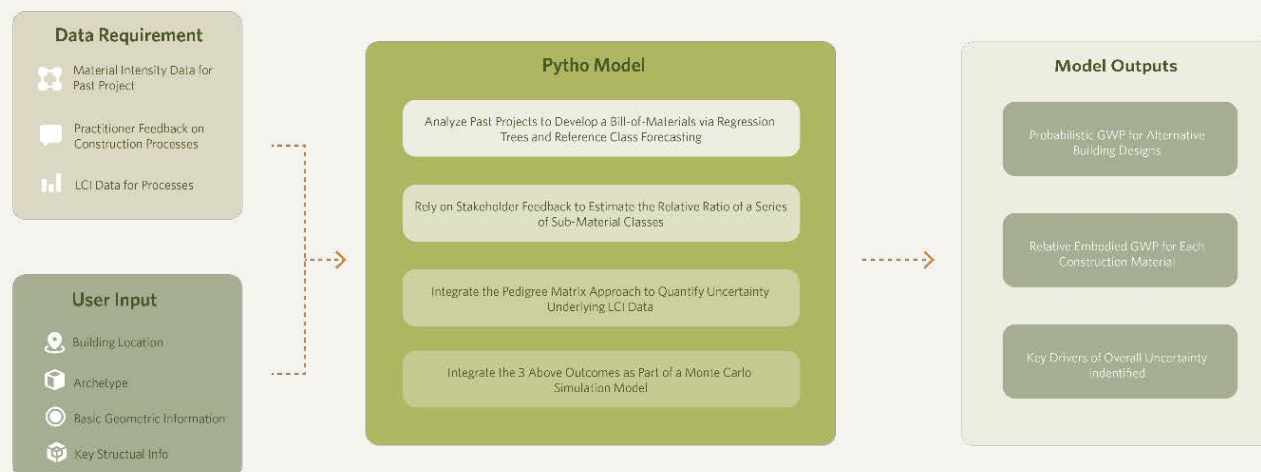 Data Requirement
Material Intensity Data for
Past Project
Practitioner Feedback on
Construction Processes
LCI Data for Processes
User Input
Building Location
Archetype
Basic Geometric Information
Key Structual Info
Pytho Model
Analyze Past Projects to Develop a Bill-of-Materials via Regression
Trees and Reference Class Forecasting
Rely on Stakeholder Feedback to Estimate the Relative Ratio of a Series
of Sub-Material Classes
Integrate the Pedigree Matrix Approach to Quantify Uncertainty
Underlying LCI Data
Integrate the 3 Above Outcomes as Part of a Monte Carlo
Simulation Model
Model Outputs
Probabilistic GWP for Alternative
Building Designs
Relative Embodied GWP for Each
Construction Material
Key Drivers of Overall Uncertainty
Indentified